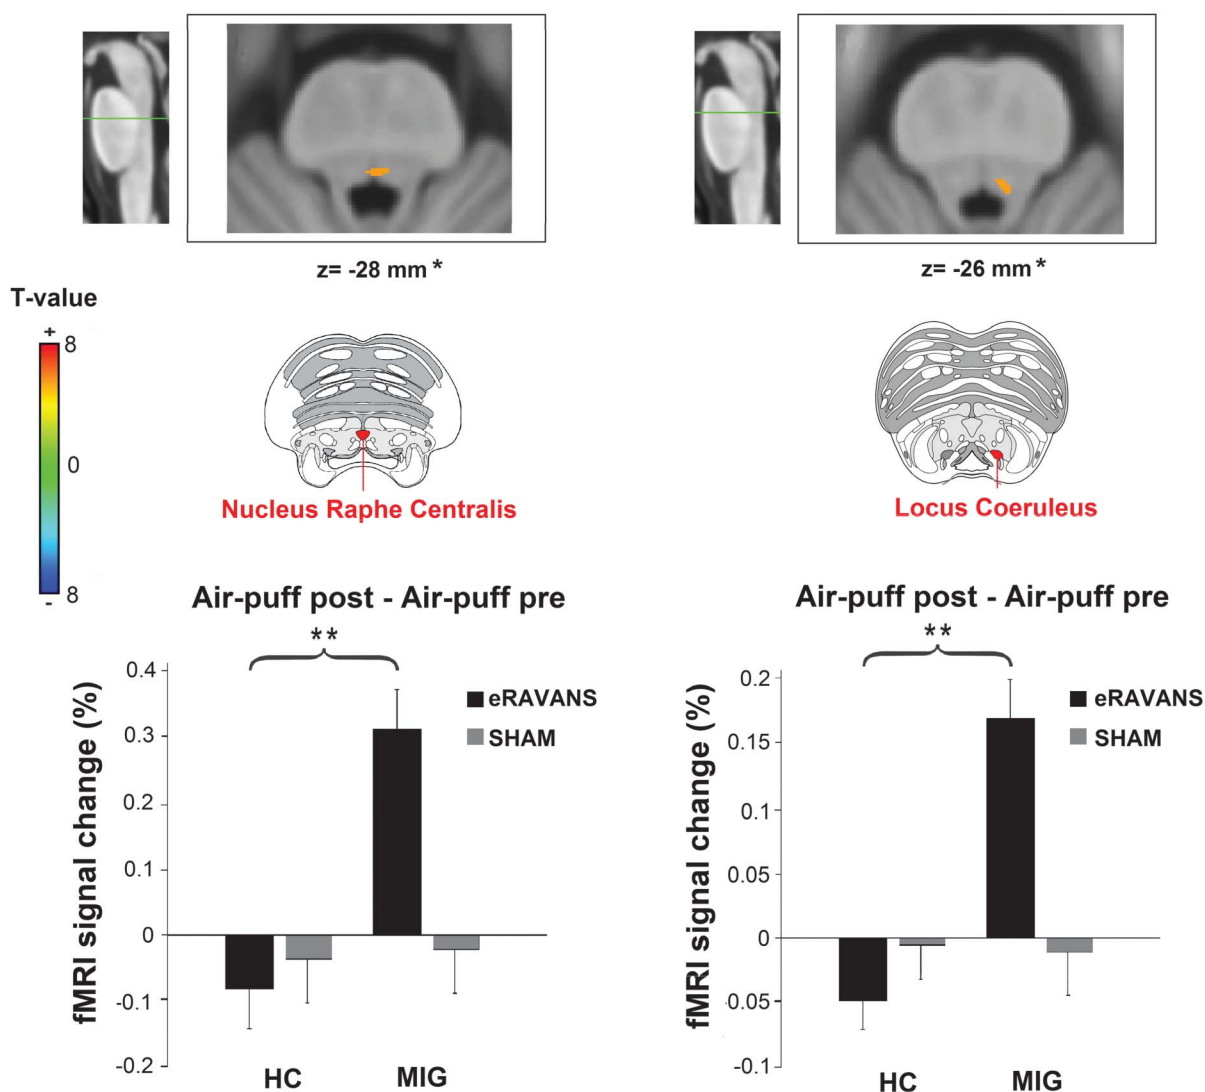 z= -28 mm *
z= -26 mm *
T-value
+
8
0
8
-
Nucleus Raphe Centralis
Locus Coeruleus
Air-puff post - Air-puff pre
**
fMRI signal change (%)
0.4
0.3
0.2
0.1
0
-0.1
-0.2
eRAVANS
SHAM
HC
MIG
Air-puff post - Air-puff pre
**
fMRI signal change (%)
0.2
0.15
0.1
0.05
0
-0.05
-0.1
eRAVANS
SHAM
HC
MIG